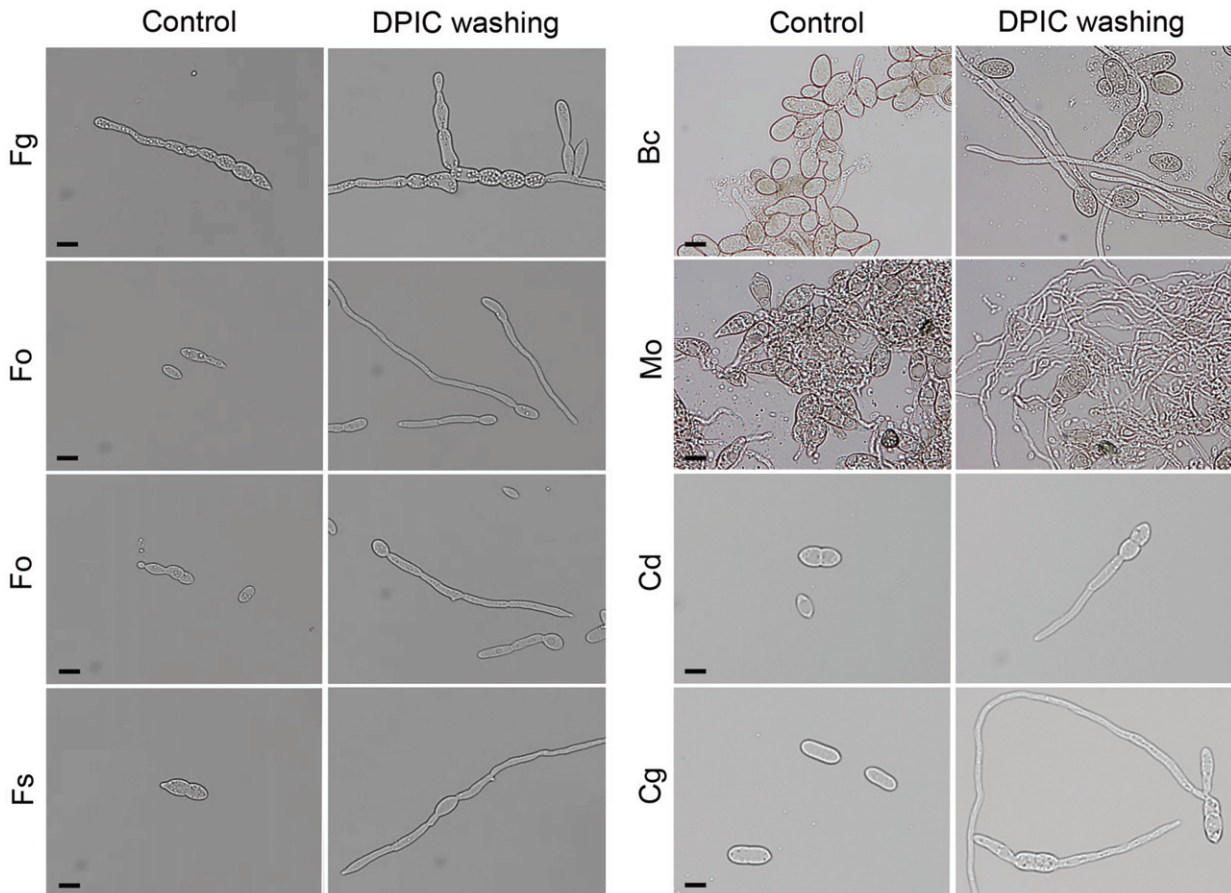 Control DPIC washing Control DPIC washing
Fg Bc
Fo Mo
Fo Cd
Fs Cg